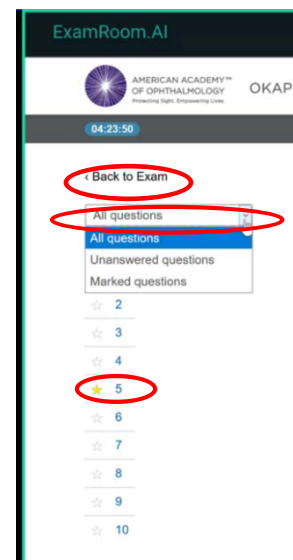 ExamRoom.AI
AMERICAN ACADEMY™
OF OPHTHALMOLOGY
Protecting Sight. Empowering Lives.
OKAP
04:23:50
‹ Back to Exam
All questions
All questions
Unanswered questions
Marked questions
2
3
4
5
6
7
8
9
10